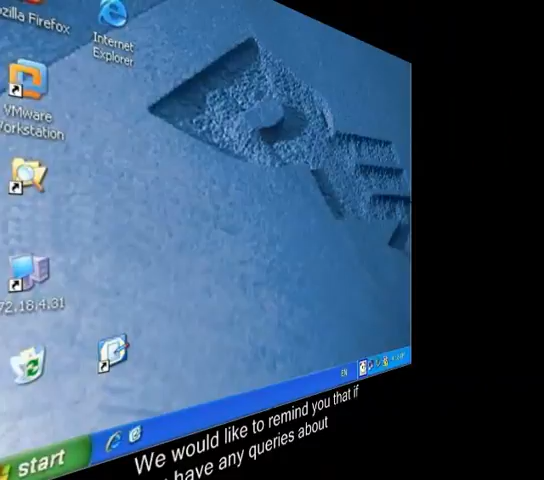 zilla Firefox
Internet
Explorer
VMware
Workstation
72.18.4.31
EN
start
We would like to remind you that if
have any queries about